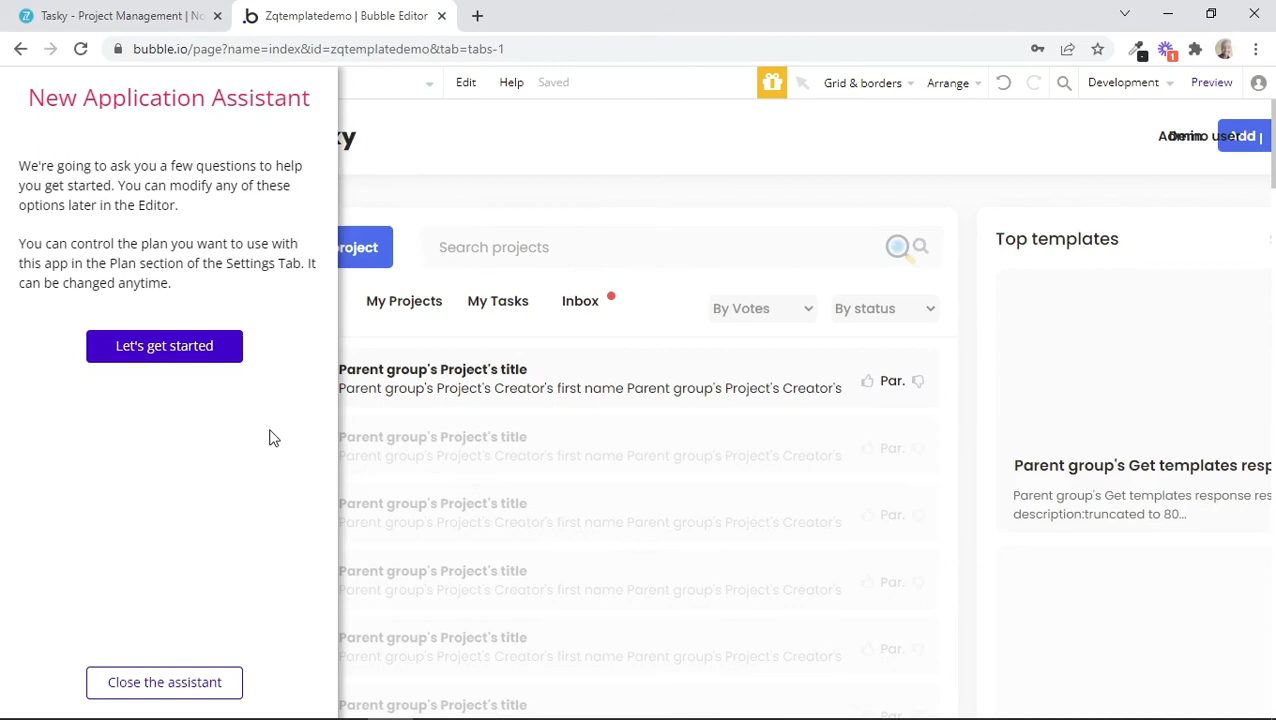 Tasky - Project Management | No
Zqtemplatedemo | Bubble Editor
bubble.io/page?name=index&id=zqtemplatedemo&tab=tabs-1
1
New Application Assistant
We're going to ask you a few questions to help
you get started. You can modify any of these
options later in the Editor.
You can control the plan you want to use with
this app in the Plan section of the Settings Tab. It
can be changed anytime.
Let's get started
Close the assistant
Edit
Help
Saved
Grid & borders
Arrange
Development
Preview
ky
Add
roject
Search projects
My Projects
My Tasks
Inbox
By Votes
By status
Parent group's Project's title
Parent group's Project's Creator's first name Parent group's Project's Creator's
Par.
Parent group's Project's title
Parent group's Project's Creator's first name Parent group's Project's Creator's
Par.
Parent group's Project's title
Parent group's Project's Creator's first name Parent group's Project's Creator's
Par.
Parent group's Project's title
Parent group's Project's Creator's first name Parent group's Project's Creator's
Par.
Parent group's Project's title
Parent group's Project's Creator's first name Parent group's Project's Creator's
Par.
Parent group's Project's title
Par.
Top templates
Parent group's Get templates resp
Parent group's Get templates response res
description:truncated to 80...